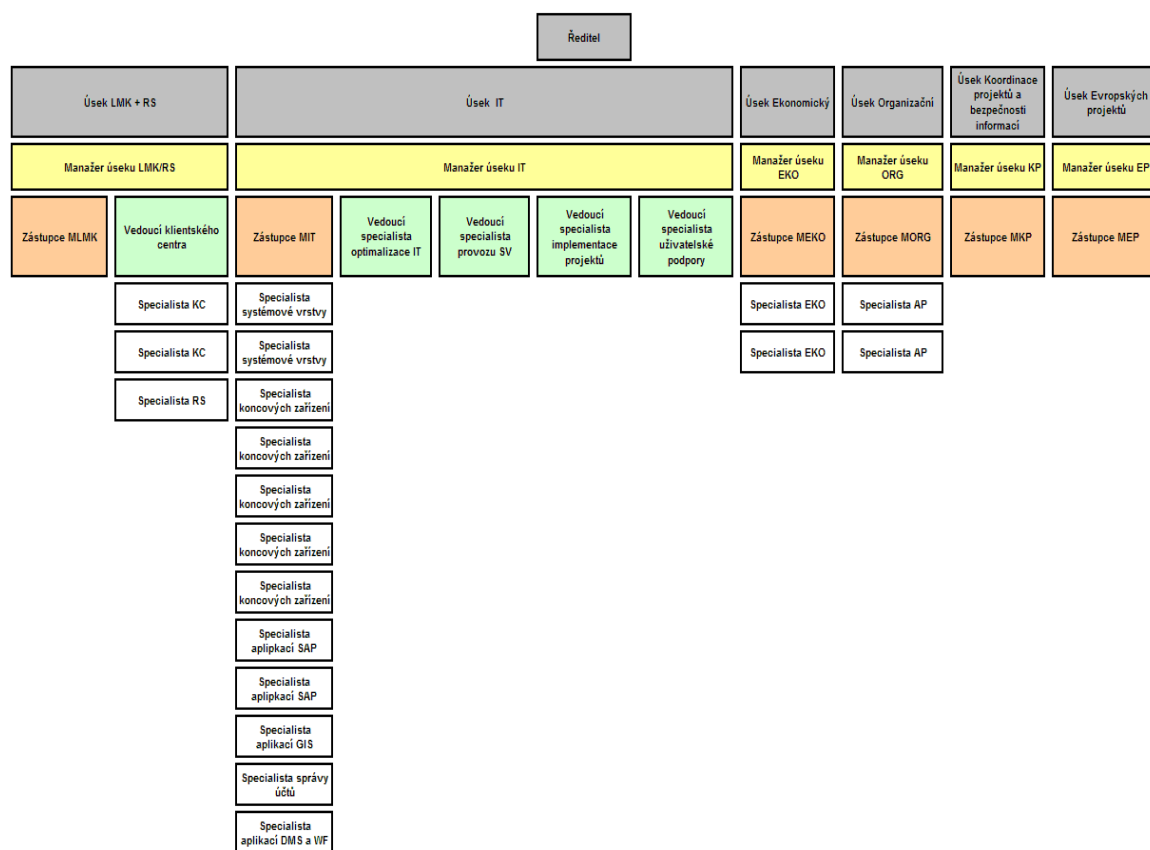 Ředitel
Úsek LMK + RS
Úsek IT
Úsek Ekonomický
Úsek Organizační
Úsek Koordinace
projektů a
bezpečnosti
informací
Úsek Evropských
projektů
Manažer úseku LMK/RS
Manažer úseku IT
Manažer úseku
EKO
Manažer úseku
ORG
Manažer úseku KP
Manažer úseku EP
Zástupce MLMK
Vedoucí klientského
centra
Zástupce MIT
Vedoucí
specialista
optimalizace IT
Vedoucí
specialista
provozu SV
Vedoucí
specialista
implementace
projektů
Vedoucí
specialista
uživatelské
podpory
Zástupce MEKO
Zástupce MORG
Zástupce MKP
Zástupce MEP
Specialista KC
Specialista
systémové vrstvy
Specialista EKO
Specialista AP
Specialista KC
Specialista
systémové vrstvy
Specialista EKO
Specialista AP
Specialista RS
Specialista
koncových zařízení
Specialista
koncových zařízení
Specialista
koncových zařízení
Specialista
koncových zařízení
Specialista
koncových zařízení
Specialista
aplipkací SAP
Specialista
aplipkací SAP
Specialista
aplikací GIS
Specialista správy
účtů
Specialista
aplikací DMS a WF